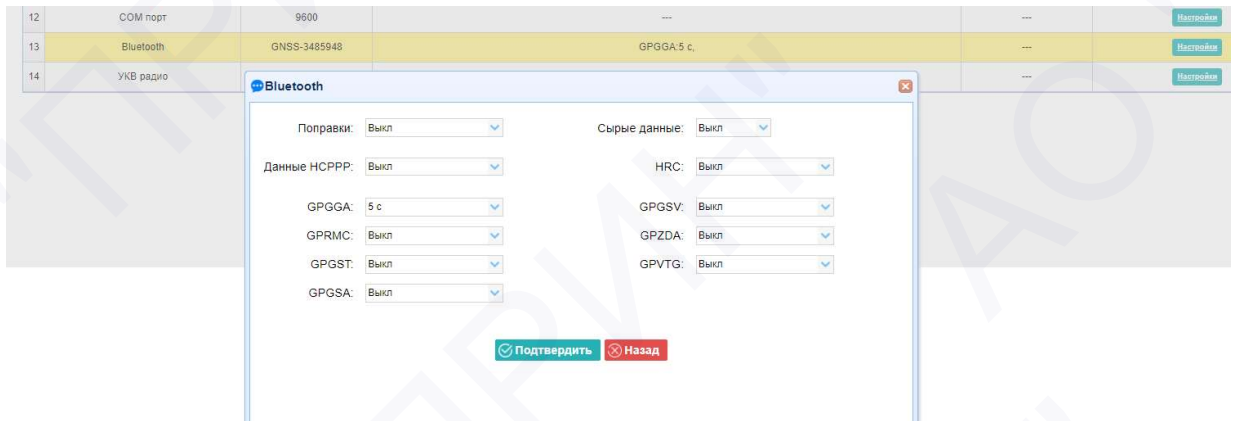 12 COM порт 9600 --- --- Настройки
13 Bluetooth GNSS-3485948 GPGGA:5 с, --- Настройки
14 УКВ радио --- Настройки
Bluetooth
Поправки: Выкл Сырые данные: Выкл
Данные HCPPP: Выкл HRC: Выкл
GPGGA: 5 с GPGSV: Выкл
GPRMC: Выкл GPZDA: Выкл
GPGST: Выкл GPVTG: Выкл
GPGSA: Выкл
Подтвердить Назад
"ПРИН" АО